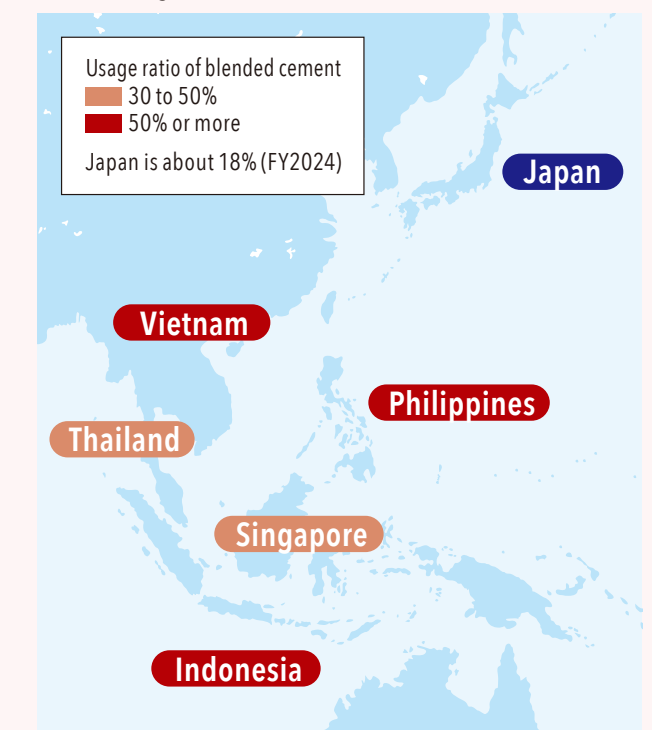 Usage ratio of blended cement
30 to 50%
50% or more
Japan is about 18% (FY2024)
Japan
Vietnam
Philippines
Thailand
Singapore
Indonesia